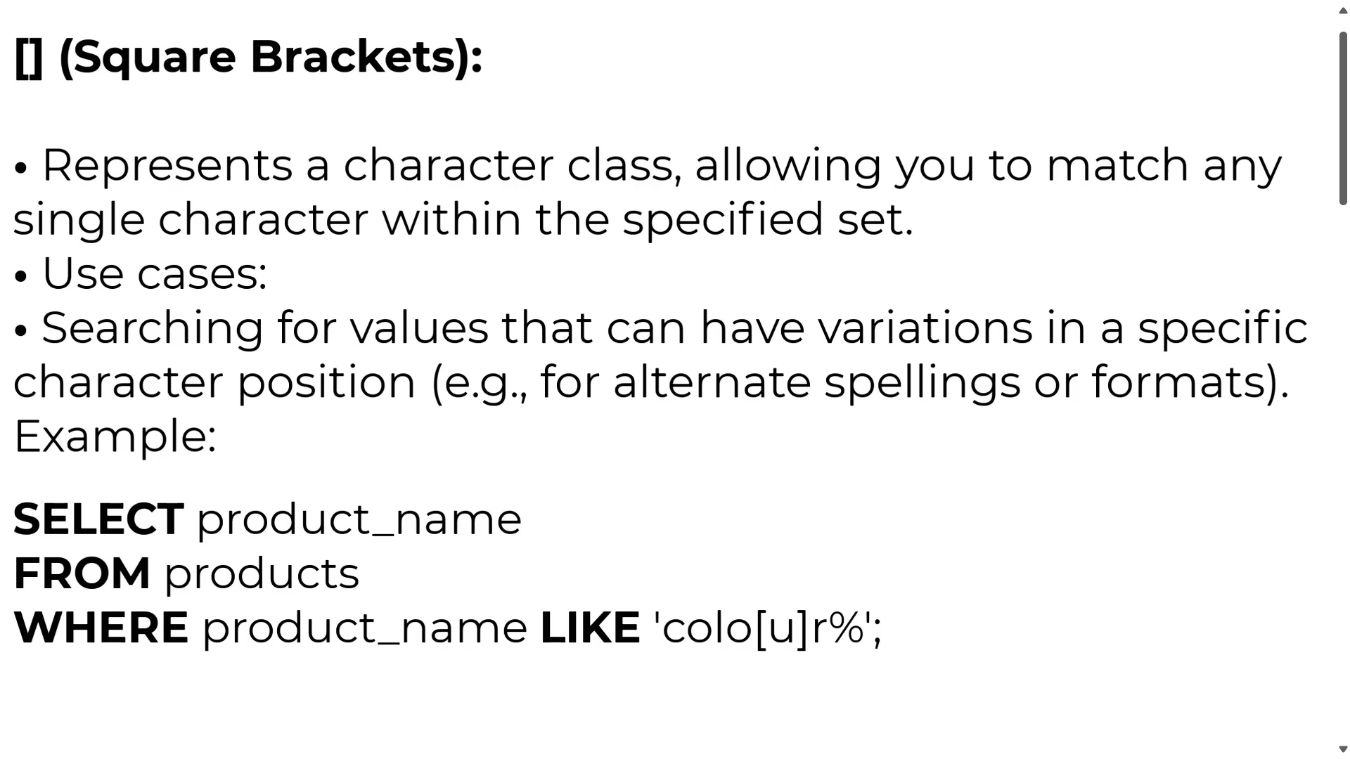 [] (Square Brackets):
• Represents a character class, allowing you to match any
single character within the specified set.
• Use cases:
• Searching for values that can have variations in a specific
character position (e.g., for alternate spellings or formats).
Example:
SELECT product_name
FROM products
WHERE product_name LIKE 'colo[u]r%';